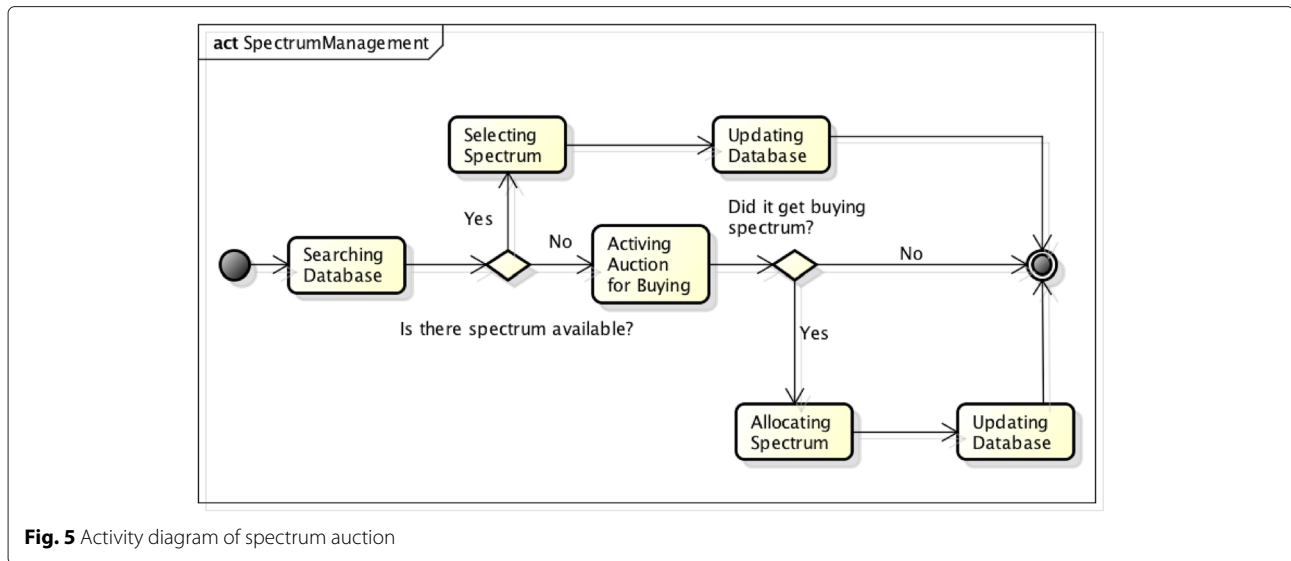 act SpectrumManagement
Selecting
Spectrum
Updating
Database
Yes
Did it get buying
spectrum?
Searching
Database
No
Activing
Auction
for Buying
No
Is there spectrum available?
Yes
Allocating
Spectrum
Updating
Database
Fig. 5 Activity diagram of spectrum auction